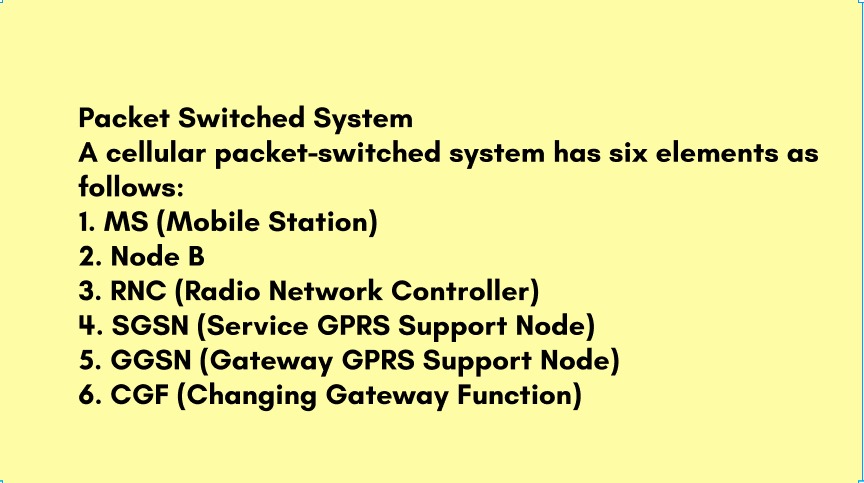 Packet Switched System
A cellular packet-switched system has six elements as
follows:
1. MS (Mobile Station)
2. Node B
3. RNC (Radio Network Controller)
4. SGSN (Service GPRS Support Node)
5. GGSN (Gateway GPRS Support Node)
6. CGF (Changing Gateway Function)